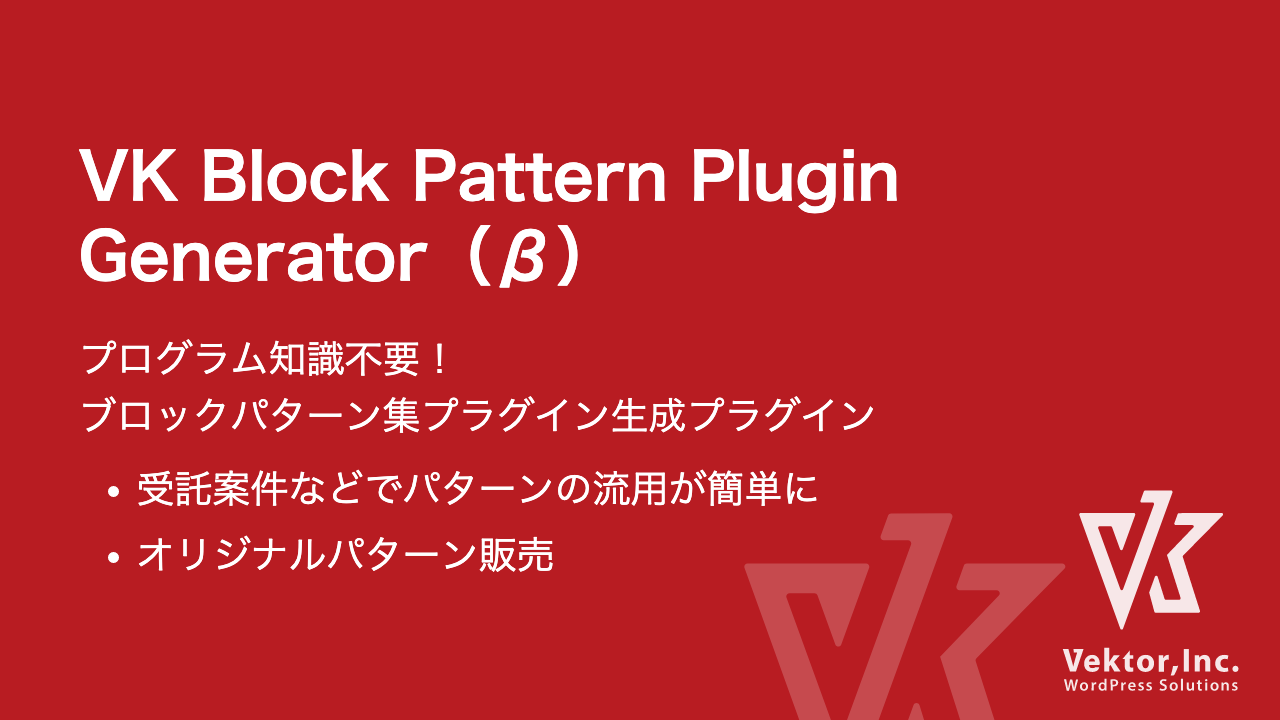 VK Block Pattern Plugin
Generator（β）
プログラム知識不要！
ブロックパターン集プラグイン生成プラグイン
• 受託案件などでパターンの流用が簡単に
• オリジナルパターン販売
VK
Vektor,Inc.
WordPress Solutions